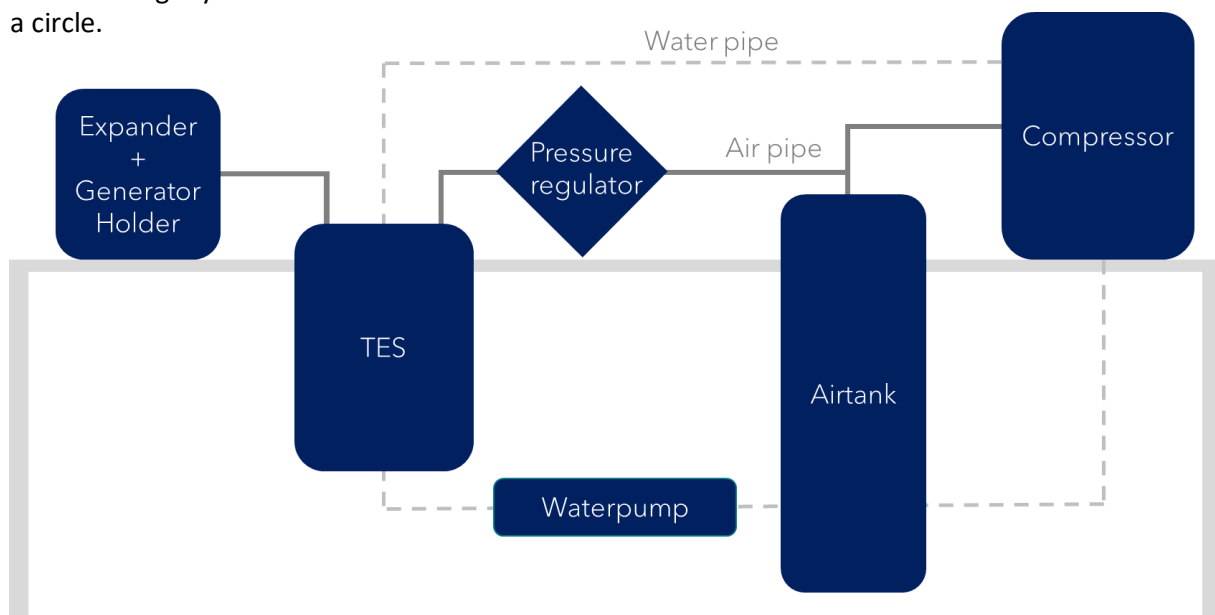 a circle.
Water pipe
Expander
+
Generator
Holder
Pressure
regulator
Air pipe
Compressor
TES
Airtank
Waterpump